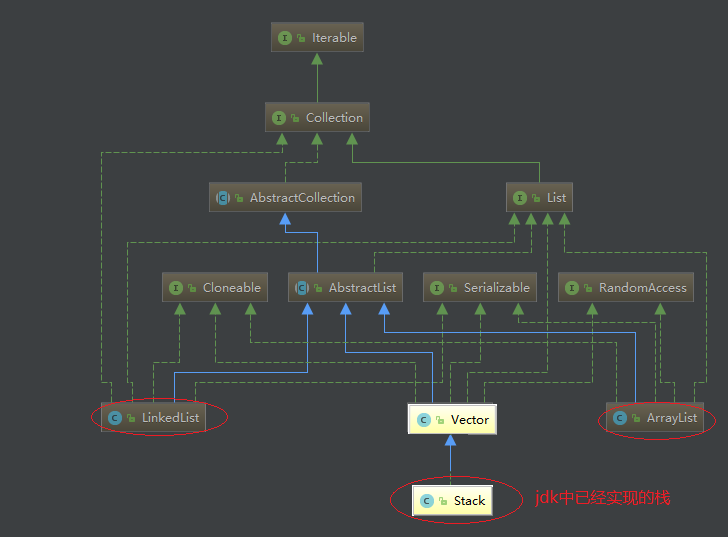 I Iterable
I Collection
C AbstractCollection
I List
I Cloneable
C AbstractList
I Serializable
I RandomAccess
C LinkedList
C Vector
C ArrayList
C Stack
jdk中已经实现的栈